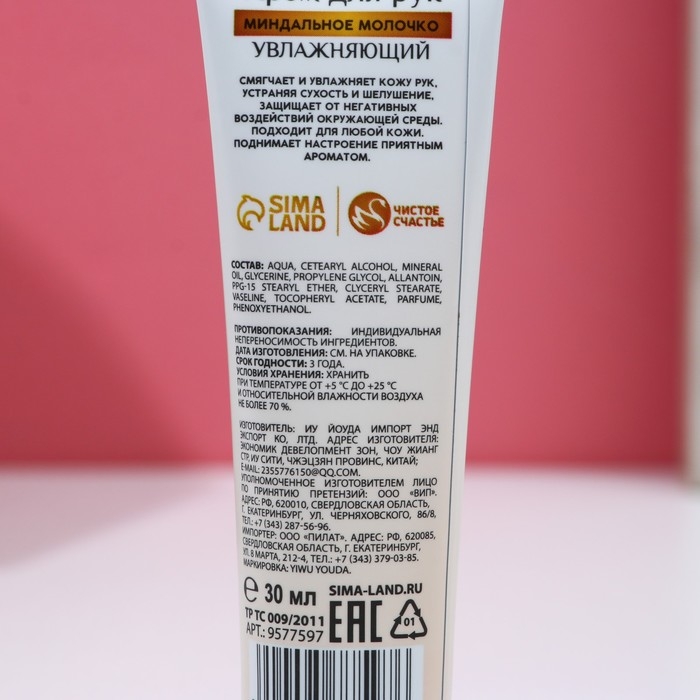 крем для рук
МИНДАЛЬНОЕ МОЛОЧКО
УВЛАЖНЯЮЩИЙ
СМЯГЧАЕТ И УВЛАЖНЯЕТ КОЖУ РУК,
УСТРАНЯЯ СУХОСТЬ И ШЕЛУШЕНИЕ,
ЗАЩИЩАЕТ ОТ НЕГАТИВНЫХ
ВОЗДЕЙСТВИЙ ОКРУЖАЮЩЕЙ СРЕДЫ.
ПОДХОДИТ ДЛЯ ЛЮБОЙ КОЖИ.
ПОДНИМАЕТ НАСТРОЕНИЕ ПРИЯТНЫМ
АРОМАТОМ.
SIMA LAND
ЧИСТОЕ СЧАСТЬЕ
СОСТАВ: AQUA, CETEARYL ALCOHOL, MINERAL
OIL, GLYCERINE, PROPYLENE GLYCOL, ALLANTOIN,
PPG-15 STEARYL ETHER, CLYCERYL STEARATE,
VASELINE, TOCOPHERYL ACETATE, PARFUME,
PHENOXYETHANOL.
ПРОТИВОПОКАЗАНИЯ: ИНДИВИДУАЛЬНАЯ
НЕПЕРЕНОСИМОСТЬ ИНГРЕДИЕНТОВ.
ДАТА ИЗГОТОВЛЕНИЯ: СМ. НА УПАКОВКЕ.
СРОК ГОДНОСТИ: 3 ГОДА.
УСЛОВИЯ ХРАНЕНИЯ: ХРАНИТЬ
ПРИ ТЕМПЕРАТУРЕ ОТ +5 °C ДО +25 °C
И ОТНОСИТЕЛЬНОЙ ВЛАЖНОСТИ ВОЗДУХА
НЕ БОЛЕЕ 70 %.
ИЗГОТОВИТЕЛЬ: ИУ ЙОУДА ИМПОРТ ЭНД
ЭКСПОРТ КО, ЛТД. АДРЕС ИЗГОТОВИТЕЛЯ:
ЭКОНОМИК ДЕВЕЛОПМЕНТ ЗОН, ЧОУ ЖИАНГ
СТР, ИУ СИТИ, ЧЖЭЦЗЯН ПРОВИНС, КИТАЙ;
E-MAIL: 2355776150@QQ.COM.
УПОЛНОМОЧЕННОЕ ИЗГОТОВИТЕЛЕМ ЛИЦО
ПО ПРИНЯТИЮ ПРЕТЕНЗИЙ: ООО «ВИП».
АДРЕС: РФ, 620010, СВЕРДЛОВСКАЯ ОБЛАСТЬ,
Г. ЕКАТЕРИНБУРГ, УЛ. ЧЕРНЯХОВСКОГО, 86/8,
ТЕЛ.: +7 (343) 287-56-96.
ИМПОРТЕР: ООО «ПИЛАТ». АДРЕС: РФ, 620085,
СВЕРДЛОВСКАЯ ОБЛАСТЬ, Г. ЕКАТЕРИНБУРГ,
УЛ. 8 МАРТА, 212-4, ТЕЛ.: +7 (343) 379-03-85.
МАРКИРОВКА: YIWU YOUDA.
℮ 30 МЛ
SIMA-LAND.RU
ТР ТС 009/2011
АРТ.: 9577597
EAC
01